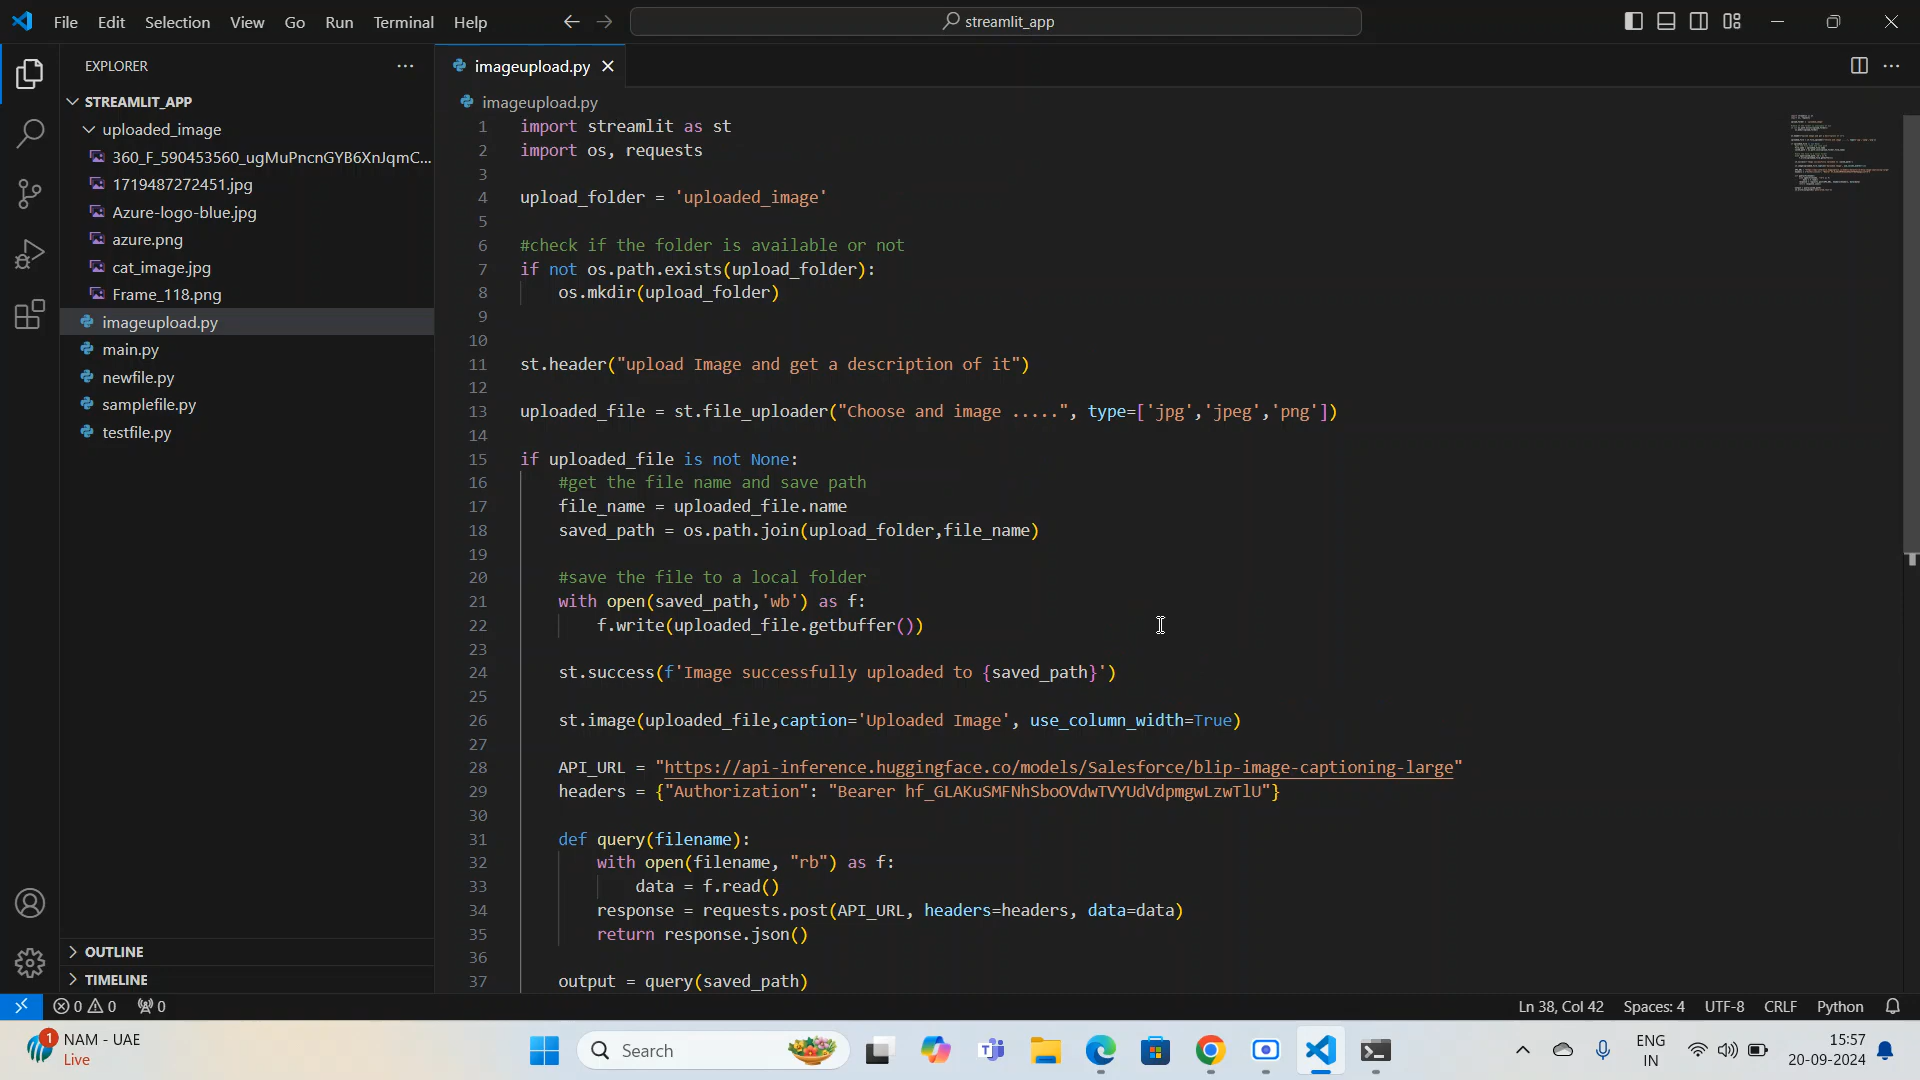 File Edit Selection View Go Run Terminal Help
streamlit_app
EXPLORER
STREAMLIT_APP
uploaded_image
360_F_590453560_ugMuPncnGYB6XnJqmC...
1719487272451.jpg
Azure-logo-blue.jpg
azure.png
cat_image.jpg
Frame_118.png
imageupload.py
main.py
newfile.py
samplefile.py
testfile.py
OUTLINE
TIMELINE
imageupload.py
imageupload.py
1 import streamlit as st
2 import os, requests
3
4 upload_folder = 'uploaded_image'
5
6 #check if the folder is available or not
7 if not os.path.exists(upload_folder):
8 os.mkdir(upload_folder)
9
10
11 st.header("upload Image and get a description of it")
12
13 uploaded_file = st.file_uploader("Choose and image .....", type=['jpg','jpeg','png'])
14
15 if uploaded_file is not None:
16 #get the file name and save path
17 file_name = uploaded_file.name
18 saved_path = os.path.join(upload_folder,file_name)
19
20 #save the file to a local folder
21 with open(saved_path,'wb') as f:
22 f.write(uploaded_file.getbuffer())
23
24 st.success(f'Image successfully uploaded to {saved_path}')
25
26 st.image(uploaded_file,caption='Uploaded Image', use_column_width=True)
27
28 API_URL = "https://api-inference.huggingface.co/models/Salesforce/blip-image-captioning-large"
29 headers = {"Authorization": "Bearer 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"}
30
31 def query(filename):
32 with open(filename, "rb") as f:
33 data = f.read()
34 response = requests.post(API_URL, headers=headers, data=data)
35 return response.json()
36
37 output = query(saved_path)
0 0 0
Ln 38, Col 42 Spaces: 4 UTF-8 CRLF Python
1 NAM - UAE
Live
Search
ENG
IN
15:57
20-09-2024